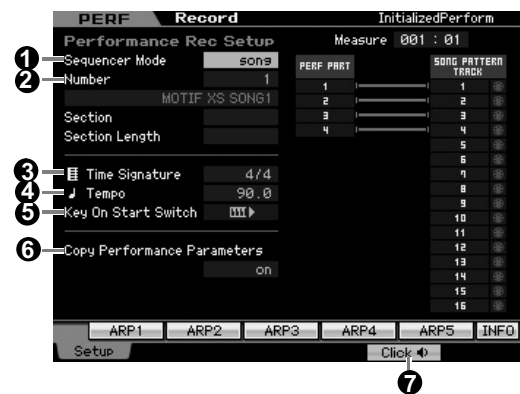 PERF Record InitializedPerform
Performance Rec Setup Measure 001 : 01
1 Sequencer Mode song
2 Number 1
MOTIF XS SONG1
Section
Section Length
3 Time Signature 4/4
4 Tempo 90.0
5 Key On Start Switch
6 Copy Performance Parameters
on
PERF PART SONG PATTERN TRACK
1 1
2 2
3 3
4 4
5
6
7
8
9
10
11
12
13
14
15
16
ARP1 ARP2 ARP3 ARP4 ARP5 INFO
Setup Click
7